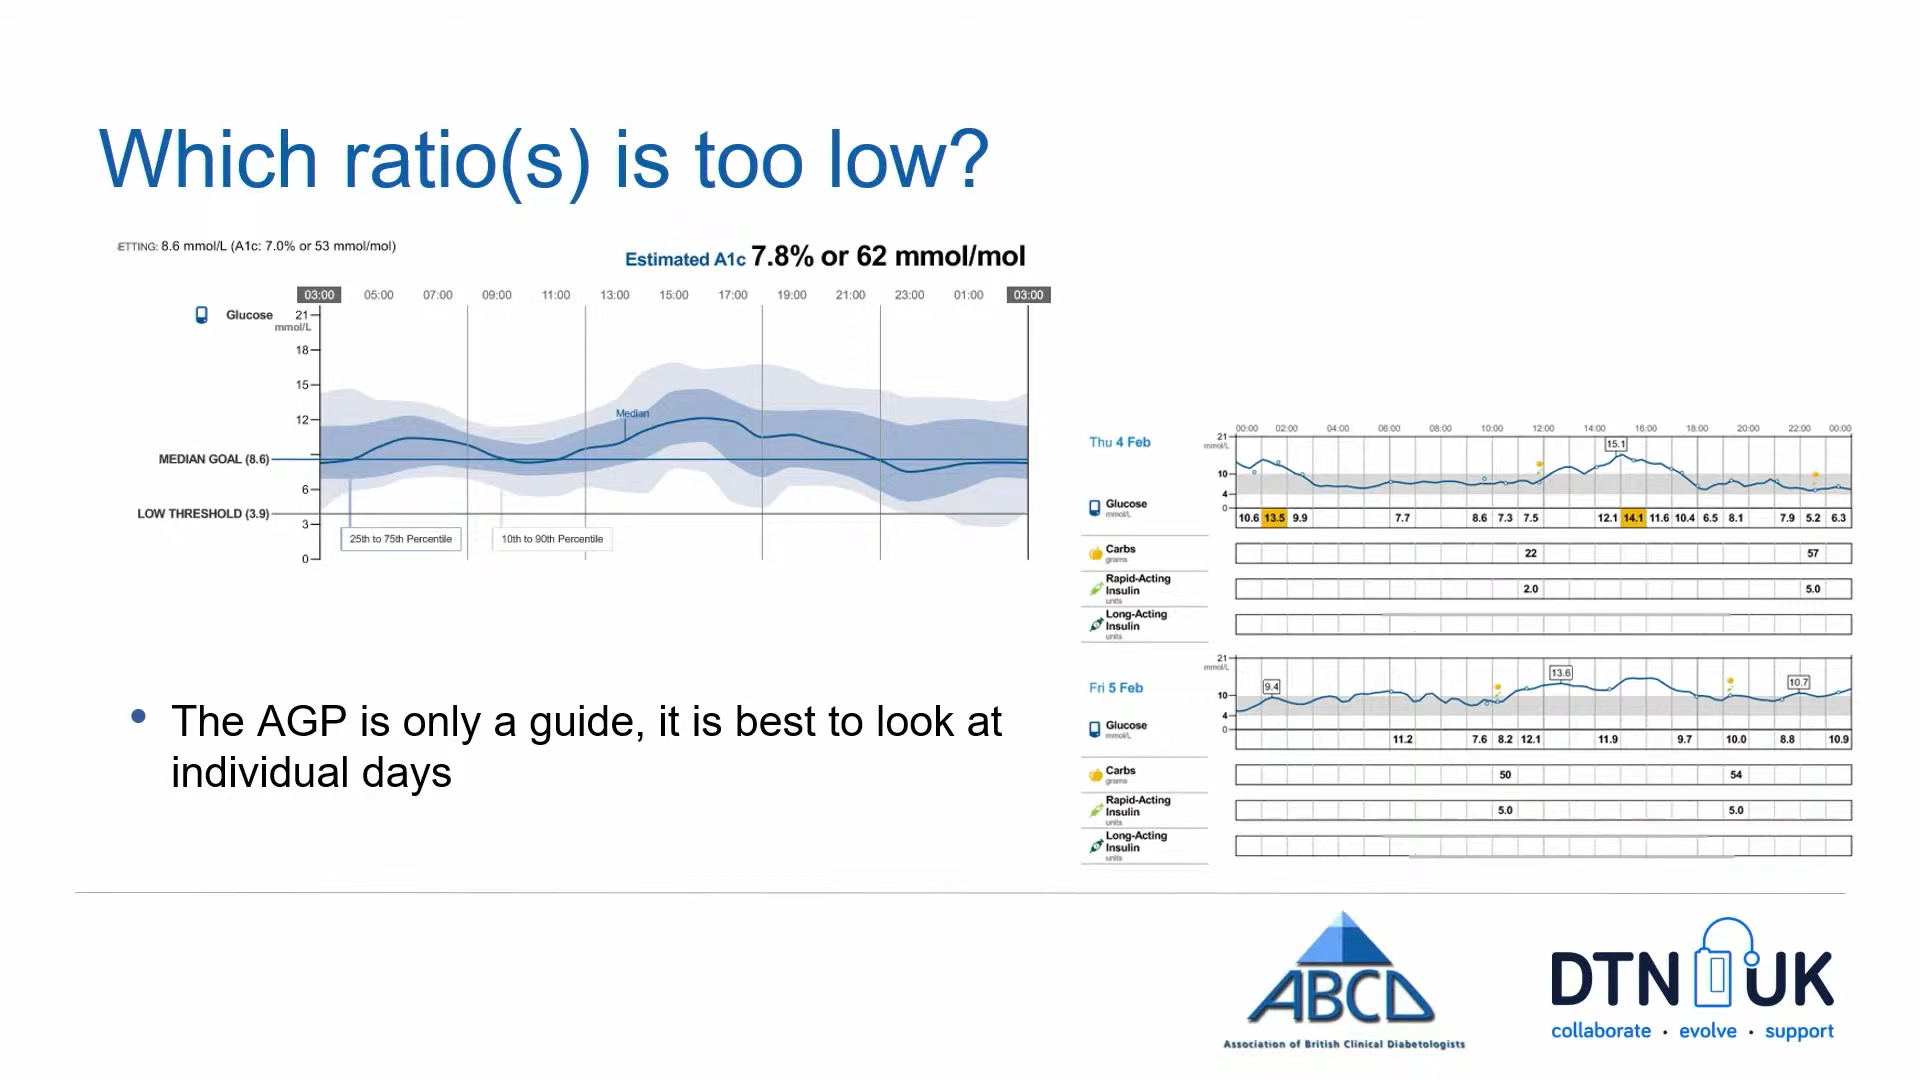 Which ratio(s) is too low?
ETTING: 8.6 mmol/L (A1c: 7.0% or 53 mmol/mol)
Estimated A1c 7.8% or 62 mmol/mol
03:00 05:00 07:00 09:00 11:00 13:00 15:00 17:00 19:00 21:00 23:00 01:00 03:00
Glucose
mmol/L
21
18
15
12
Median
MEDIAN GOAL (8.6)
6
LOW THRESHOLD (3.9)
3
25th to 75th Percentile
10th to 90th Percentile
0
The AGP is only a guide, it is best to look at
individual days
00:00 02:00 04:00 06:00 08:00 10:00 12:00 14:00 16:00 18:00 20:00 22:00 00:00
Thu 4 Feb
21
mmol/L
15.1
10
4
0
Glucose
mmol/L
10.6 13.5 9.9 7.7 8.6 7.3 7.5 12.1 14.1 11.6 10.4 6.5 8.1 7.9 5.2 6.3
Carbs
grams
22 57
Rapid-Acting
Insulin
units
2.0 5.0
Long-Acting
Insulin
units
Fri 5 Feb
21
mmol/L
9.4 13.6 10.7
10
4
0
Glucose
mmol/L
11.2 7.6 8.2 12.1 11.9 9.7 10.0 8.8 10.9
Carbs
grams
50 54
Rapid-Acting
Insulin
units
5.0 5.0
Long-Acting
Insulin
units
ABCD
Association of British Clinical Diabetologists
DTN UK
collaborate · evolve · support